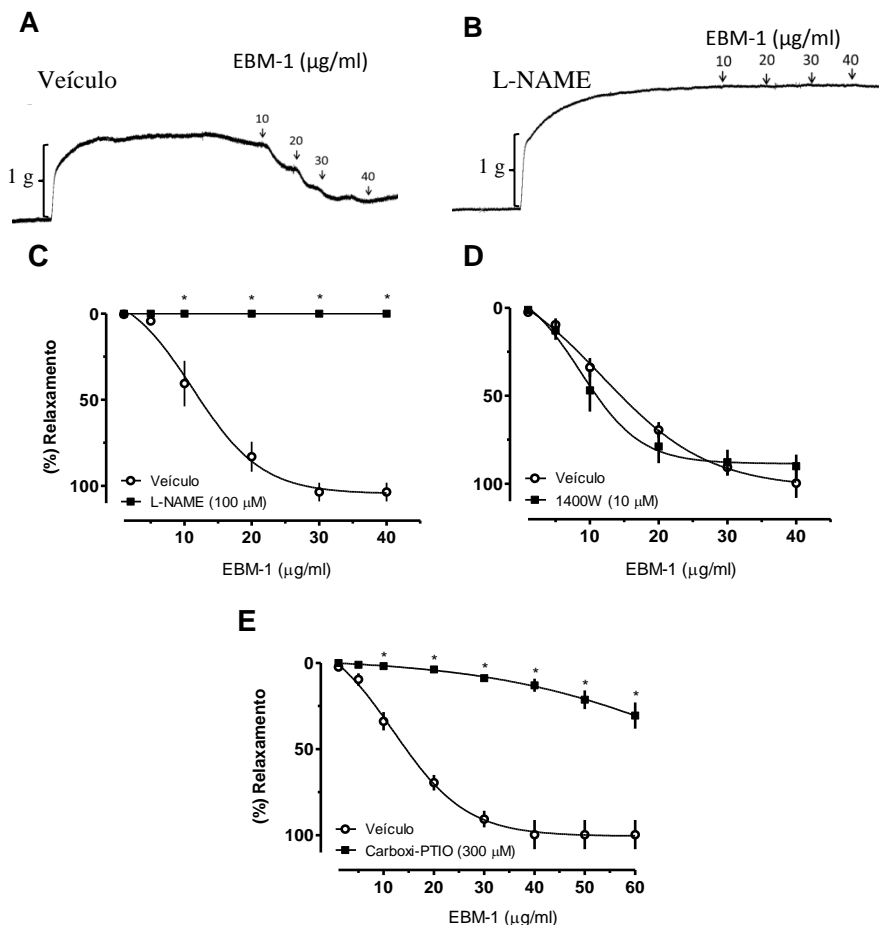 A
EBM-1 (µg/ml)
Veículo
10
20
30
40
1 g
B
EBM-1 (µg/ml)
10 20 30 40
L-NAME
1 g
C
* * * *
0
50
100
(%) Relaxamento
Veículo
L-NAME (100 µM)
10 20 30 40
EBM-1 (µg/ml)
D
0
50
100
(%) Relaxamento
Veículo
1400W (10 µM)
10 20 30 40
EBM-1 (µg/ml)
E
* * * * * *
0
50
100
(%) Relaxamento
Veículo
Carboxi-PTIO (300 µM)
10 20 30 40 50 60
EBM-1 (µg/ml)